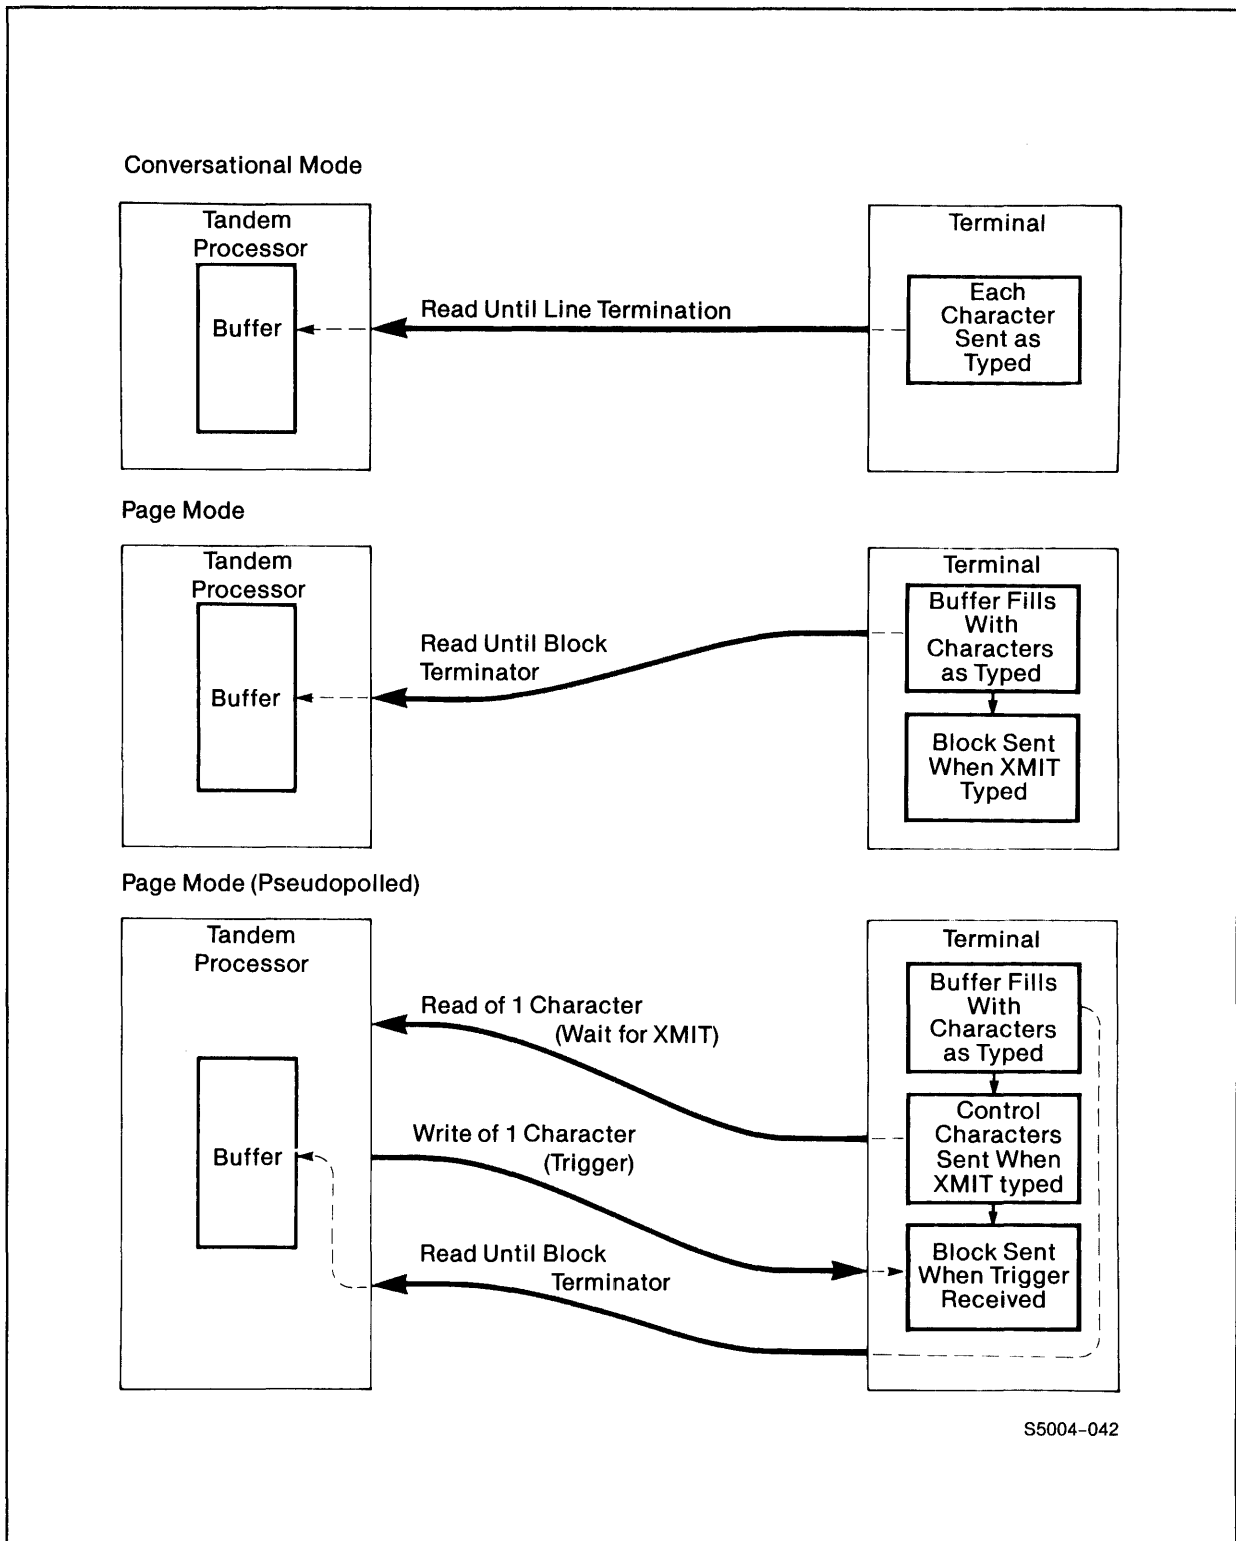 Conversational Mode
Tandem
Processor
Buffer
Read Until Line Termination
Terminal
Each
Character
Sent as
Typed
Page Mode
Tandem
Processor
Buffer
Read Until Block
Terminator
Terminal
Buffer Fills
With
Characters
as Typed
Block Sent
When XMIT
Typed
Page Mode (Pseudopolled)
Tandem
Processor
Buffer
Read of 1 Character
(Wait for XMIT)
Write of 1 Character
(Trigger)
Read Until Block
Terminator
Terminal
Buffer Fills
With
Characters
as Typed
Control
Characters
Sent When
XMIT typed
Block Sent
When Trigger
Received
S5004-042